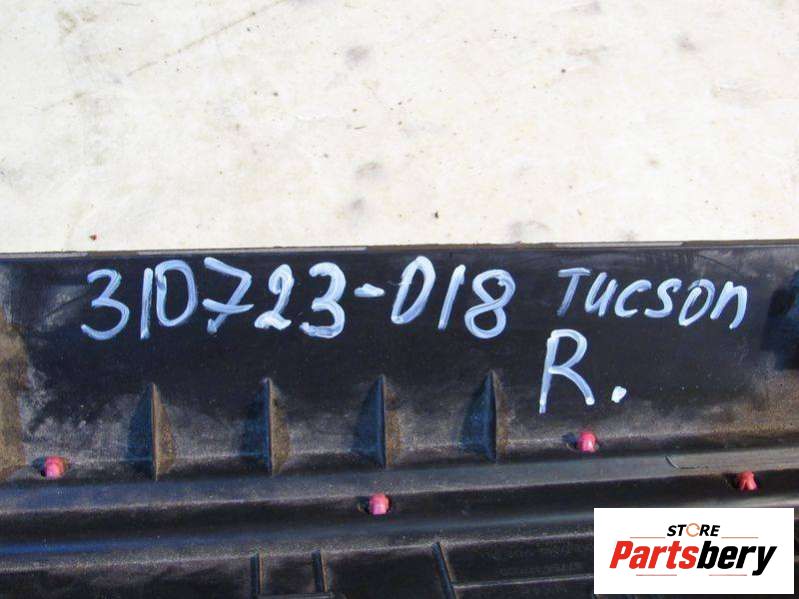 310723-018 Tucson
R.
STORE
Partsbery